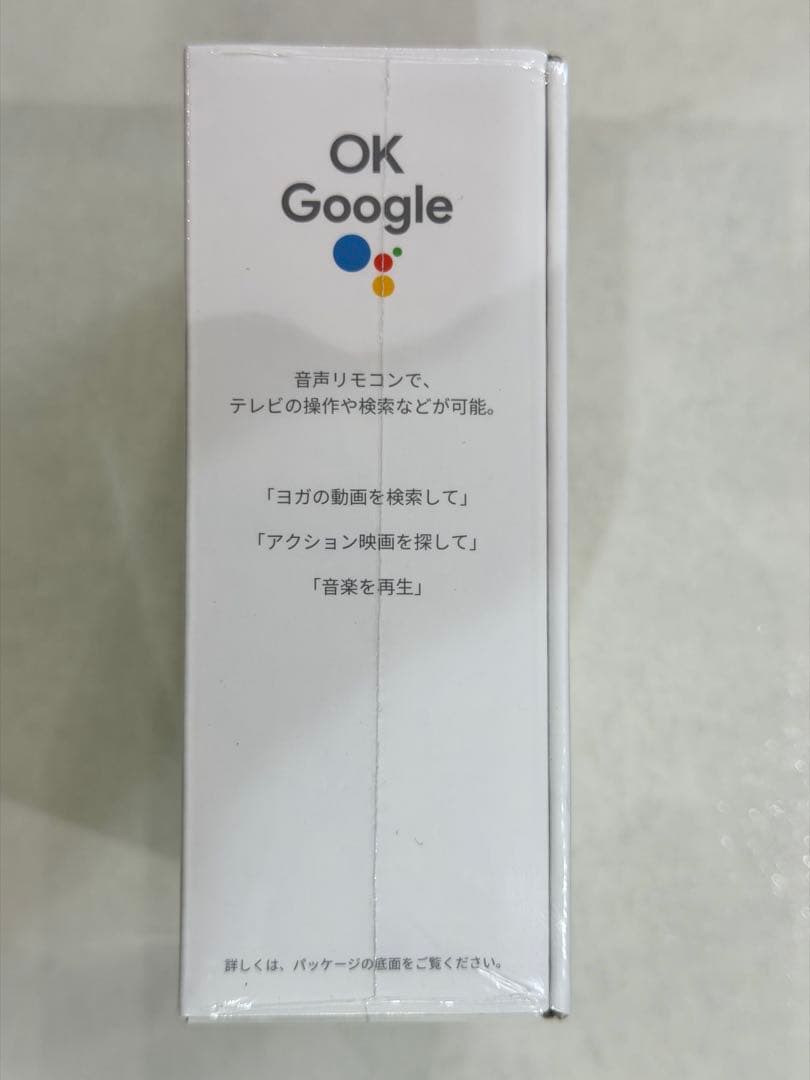 OK
Google
音声リモコンで、
テレビの操作や検索などが可能。
「ヨガの動画を検索して」
「アクション映画を探して」
「音楽を再生」
詳しくは、パッケージの底面をご覧ください。